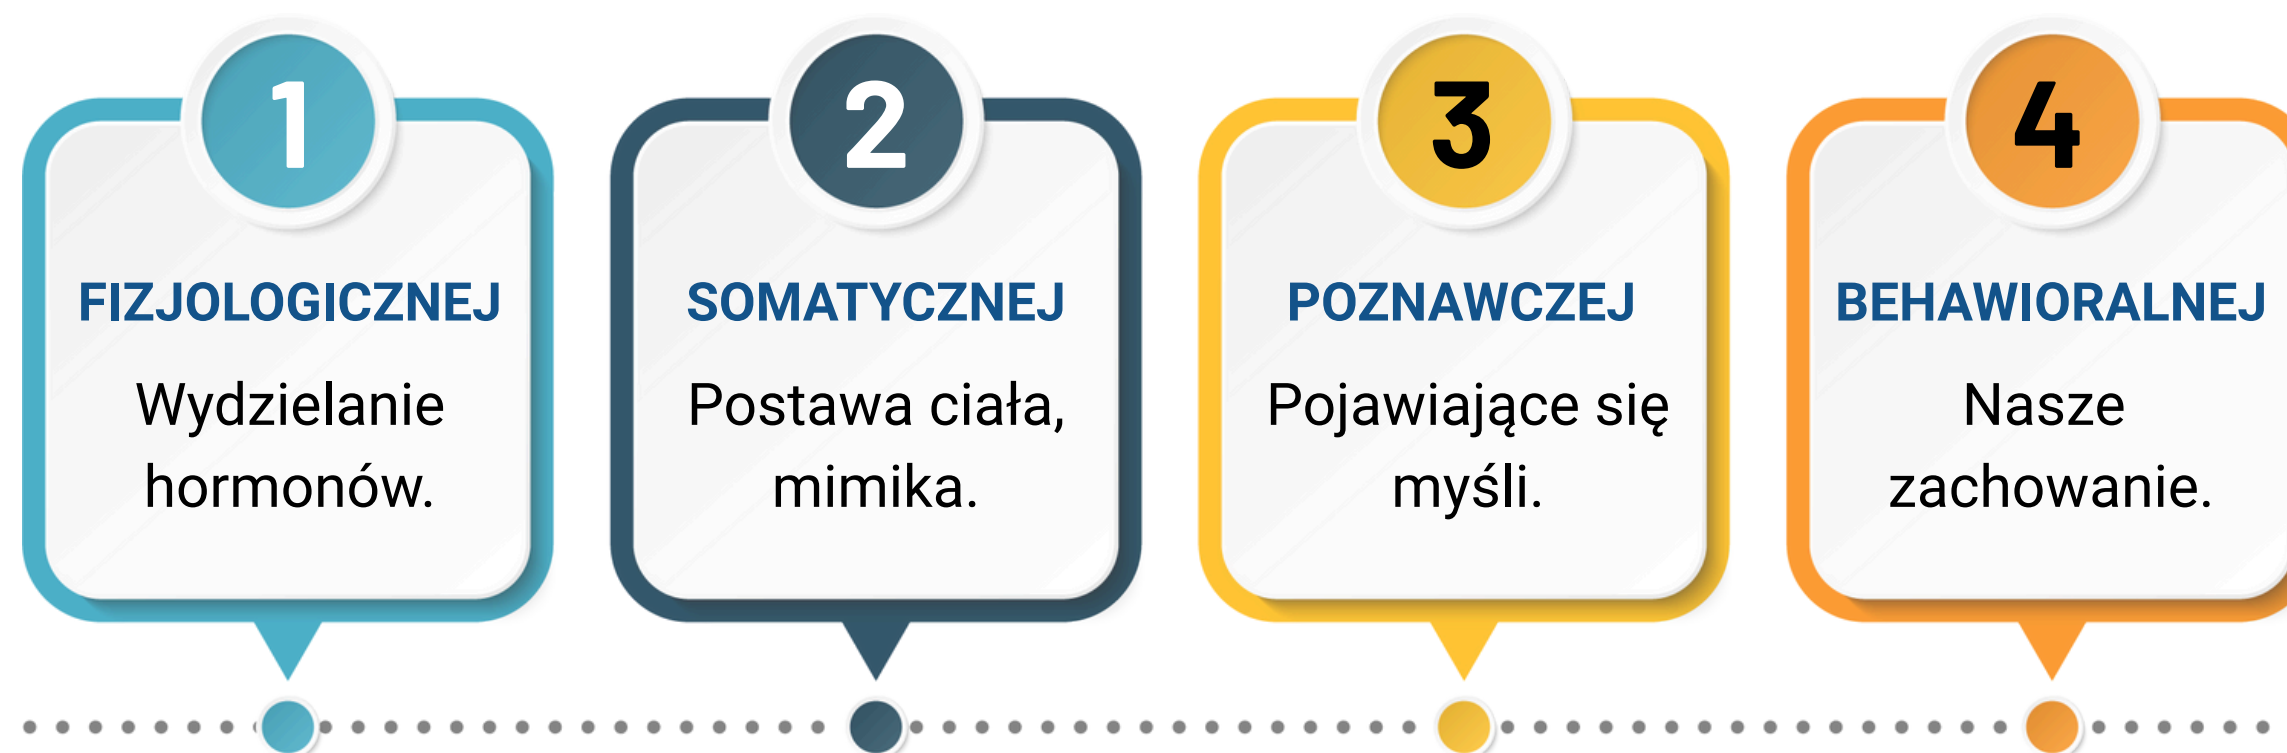 1
FIZJOLOGICZNEJ
Wydzielanie
hormonów.
2
SOMATYCZNEJ
Postawa ciała,
mimika.
3
POZNAWCZEJ
Pojawiające się
myśli.
4
BEHAWIORALNEJ
Nasze
zachowanie.